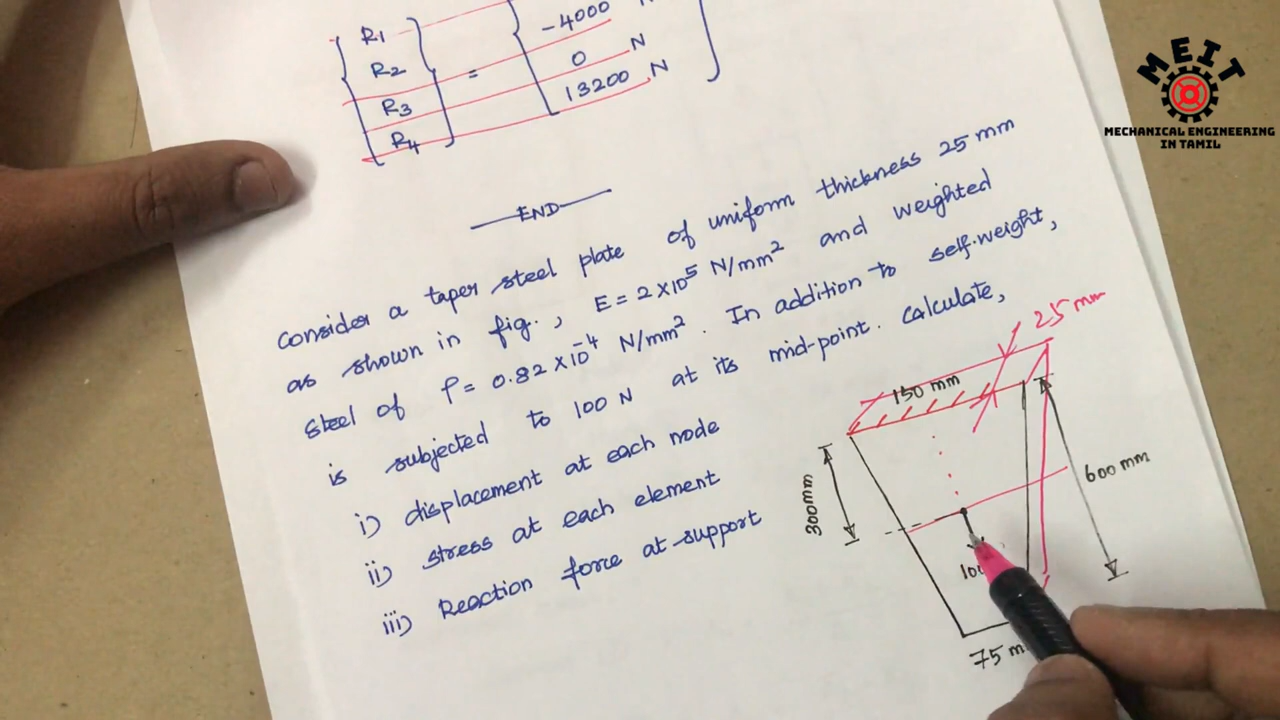 R1
R2
R3
R4
=
-4000
0 N
13200 N
END
MEIT
MECHANICAL ENGINEERING
IN TAMIL
consider a taper steel plate of uniform thickness 25 mm
as shown in fig., E = 2×10⁵ N/mm² and weighted
steel of ρ = 0.82×10⁻⁴ N/mm². In addition to self-weight,
is subjected to 100 N at its mid-point. Calculate,
i) displacement at each node
ii) stress at each element
iii) Reaction force at support
25 mm
150 mm
600 mm
300mm
10
75 m